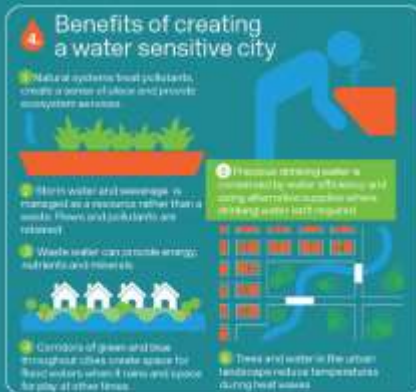 4.
Benefits of creating
a water sensitive city
1 Natural systems treat pollutants,
create a sense of place and provide
ecosystem services
2 Storm water and sewerage is
managed as a resource rather than a
waste. Flows and pollutants are
retained
3 Waste water can provide energy,
nutrients and minerals
4 Corridors of green and blue
throughout cities create space for
flood waters when it rains and space
for play at other times
5 Precious drinking water is
conserved by water efficiency and
using alternative supplies where
drinking water isn't required
6 Trees and water in the urban
landscape reduce temperatures
during heat waves